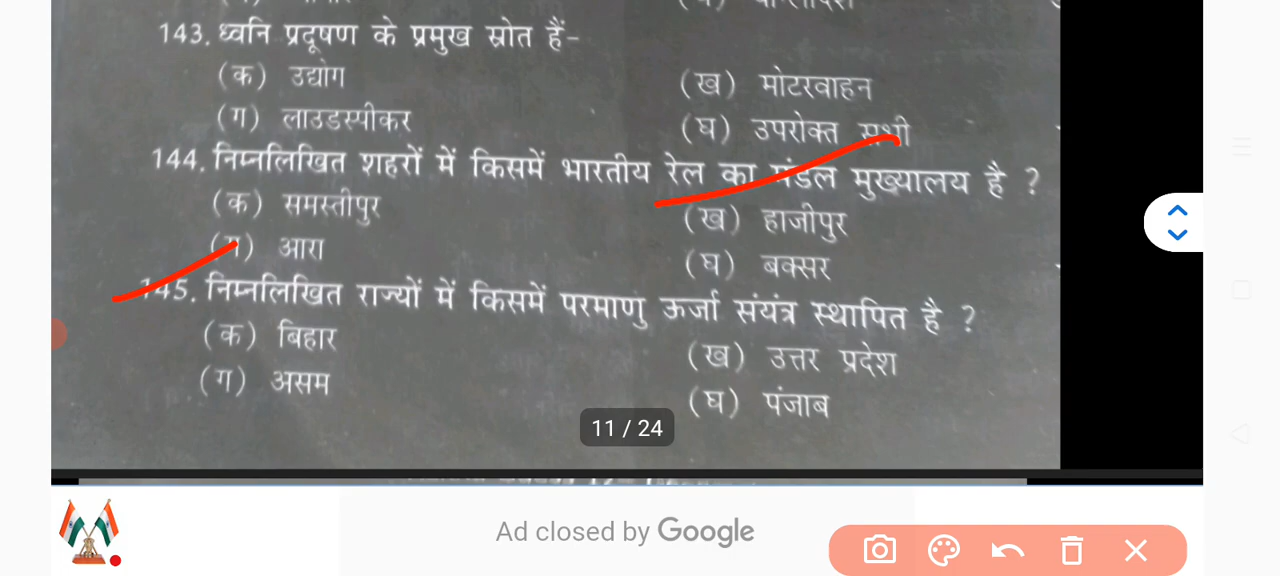 143. ध्वनि प्रदूषण के प्रमुख स्रोत हैं-
(क) उद्योग (ख) मोटरवाहन
(ग) लाउडस्पीकर (घ) उपरोक्त सभी
144. निम्नलिखित शहरों में किसमें भारतीय रेल का मंडल मुख्यालय है ?
(क) समस्तीपुर (ख) हाजीपुर
(ग) आरा (घ) बक्सर
145. निम्नलिखित राज्यों में किसमें परमाणु ऊर्जा संयंत्र स्थापित है ?
(क) बिहार (ख) उत्तर प्रदेश
(ग) असम (घ) पंजाब
11 / 24
Ad closed by Google